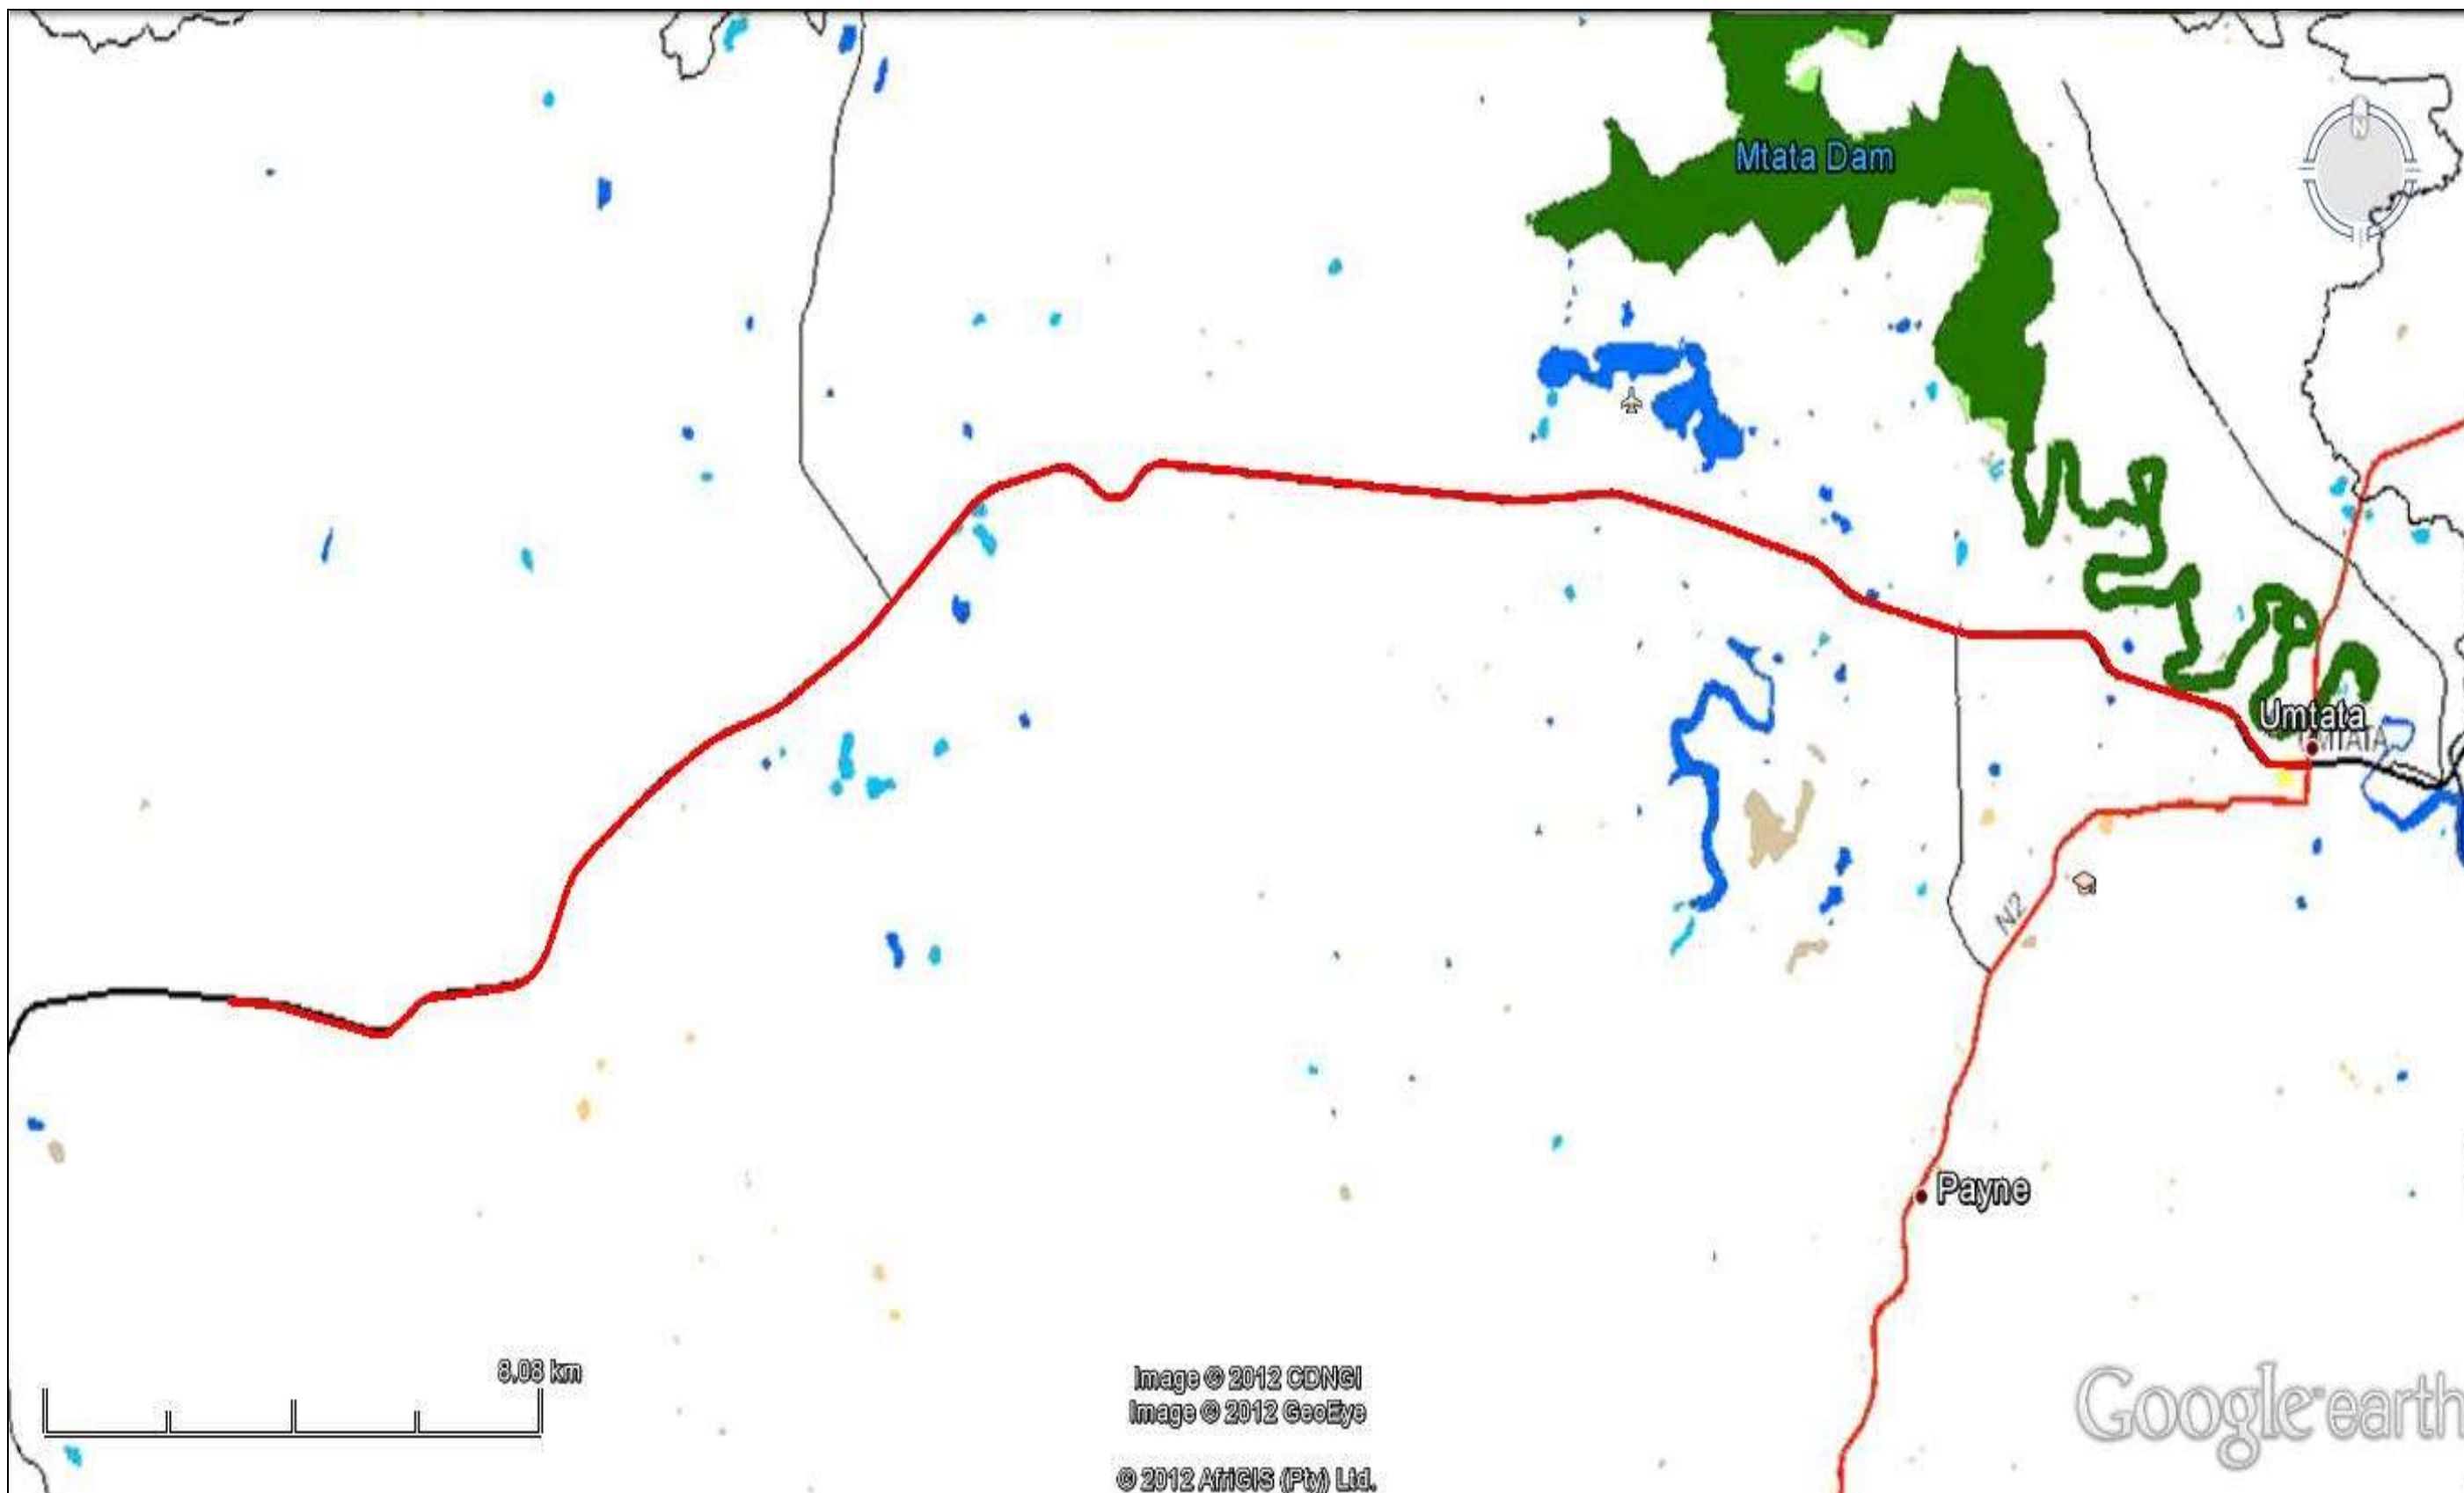 N
Mtata Dam
Umtata
UMTATA
N2
Payne
8.08 km
Image © 2012 CDNGI
Image © 2012 GeoEye
© 2012 AfriGIS (Pty) Ltd.
Google earth